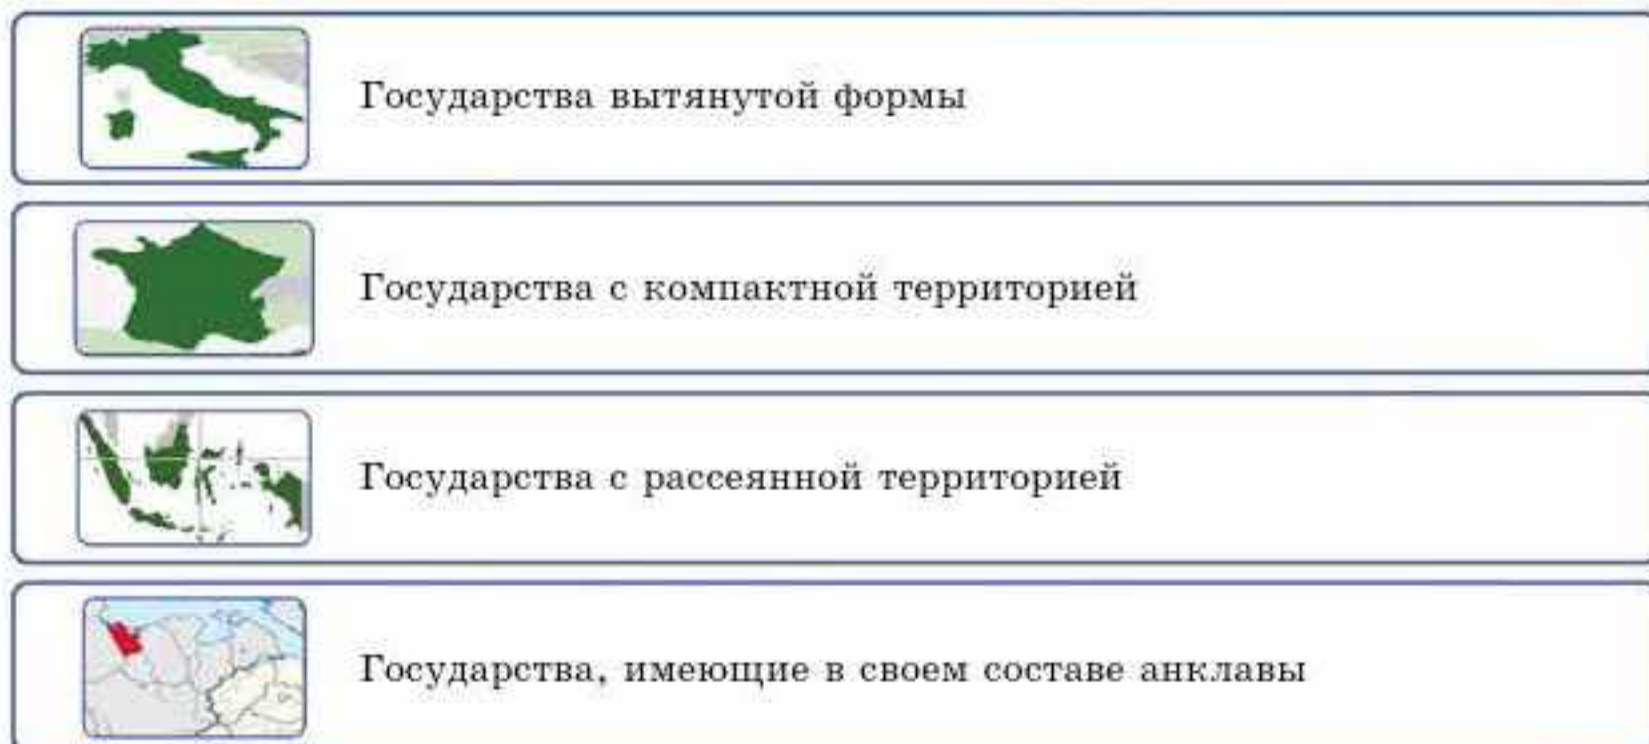 Государства вытянутой формы
Государства с компактной территорией
Государства с рассеянной территорией
Государства, имеющие в своем составе анклавы